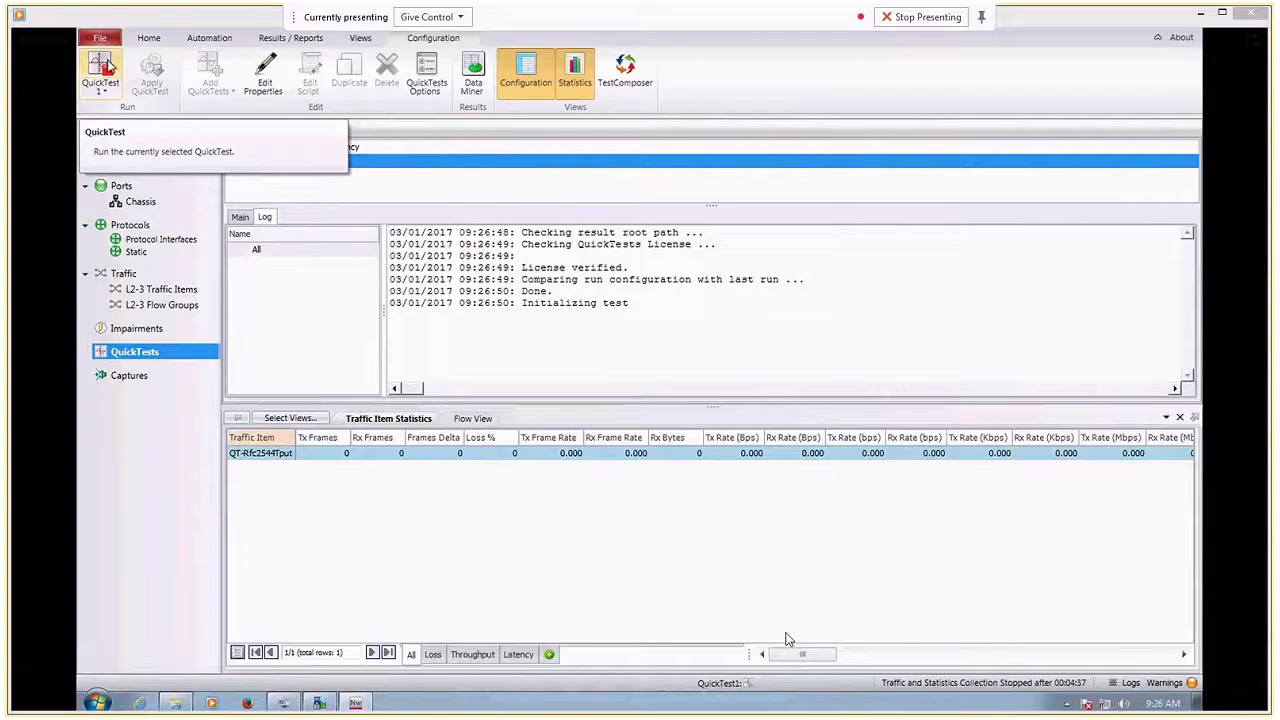 Currently presenting
Give Control
Stop Presenting
File
Home
Automation
Results / Reports
Views
Configuration
About
QuickTest
1
Apply
QuickTest
Add
QuickTests
Edit
Properties
Edit
Script
Duplicate
Delete
QuickTests
Options
Data
Miner
Configuration
Statistics
TestComposer
Run
Edit
Results
Views
QuickTest
Run the currently selected QuickTest.
cy
Ports
Chassis
Protocols
Protocol Interfaces
Static
Traffic
L2-3 Traffic Items
L2-3 Flow Groups
Impairments
QuickTests
Captures
Main
Log
Name
All
03/01/2017 09:26:48: Checking result root path ...
03/01/2017 09:26:49: Checking QuickTests License ...
03/01/2017 09:26:49:
03/01/2017 09:26:49: License verified.
03/01/2017 09:26:49: Comparing run configuration with last run ...
03/01/2017 09:26:50: Done.
03/01/2017 09:26:50: Initializing test
Select Views...
Traffic Item Statistics
Flow View
Traffic Item Tx Frames Rx Frames Frames Delta Loss % Tx Frame Rate Rx Frame Rate Rx Bytes Tx Rate (Bps) Rx Rate (Bps) Tx Rate (bps) Rx Rate (bps) Tx Rate (Kbps) Rx Rate (Kbps) Tx Rate (Mbps) Rx Rate (Mb
QT-Rfc2544Tput 0 0 0 0 0.000 0.000 0 0.000 0.000 0.000 0.000 0.000 0.000 0.000 0
1/1 (total rows: 1)
All
Loss
Throughput
Latency
QuickTest1:
Traffic and Statistics Collection Stopped after 00:04:37
Logs
Warnings
Nw
9:26 AM